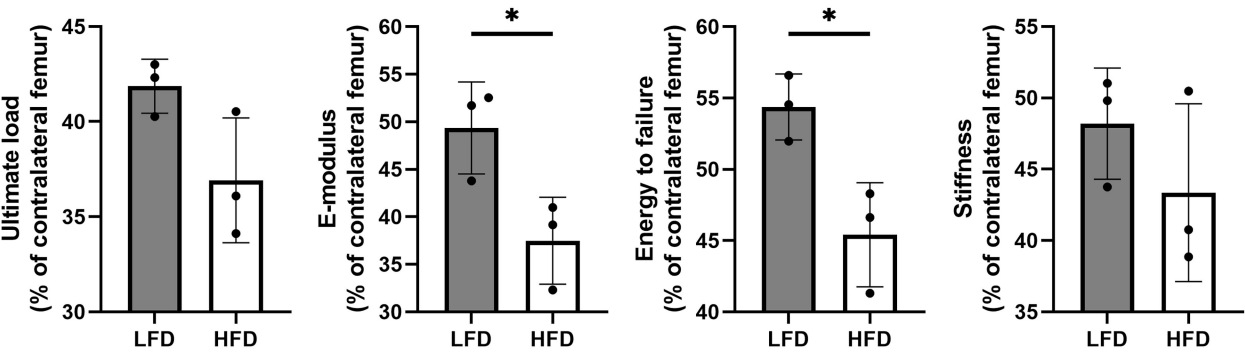 Ultimate load
(% of contralateral femur)
45
40
35
30
LFD HFD
E-modulus
(% of contralateral femur)
60
55
50
45
40
35
30
*
LFD HFD
Energy to failure
(% of contralateral femur)
60
55
50
45
40
*
LFD HFD
Stiffness
(% of contralateral femur)
55
50
45
40
35
LFD HFD